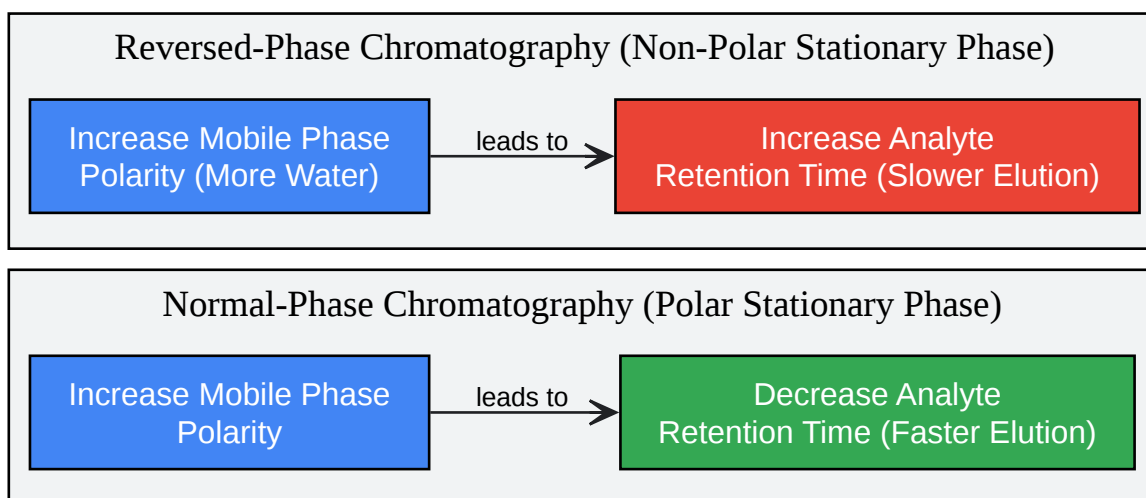 Reversed-Phase Chromatography (Non-Polar Stationary Phase)
Increase Mobile Phase
Polarity (More Water)
leads to
Increase Analyte
Retention Time (Slower Elution)
Normal-Phase Chromatography (Polar Stationary Phase)
Increase Mobile Phase
Polarity
leads to
Decrease Analyte
Retention Time (Faster Elution)